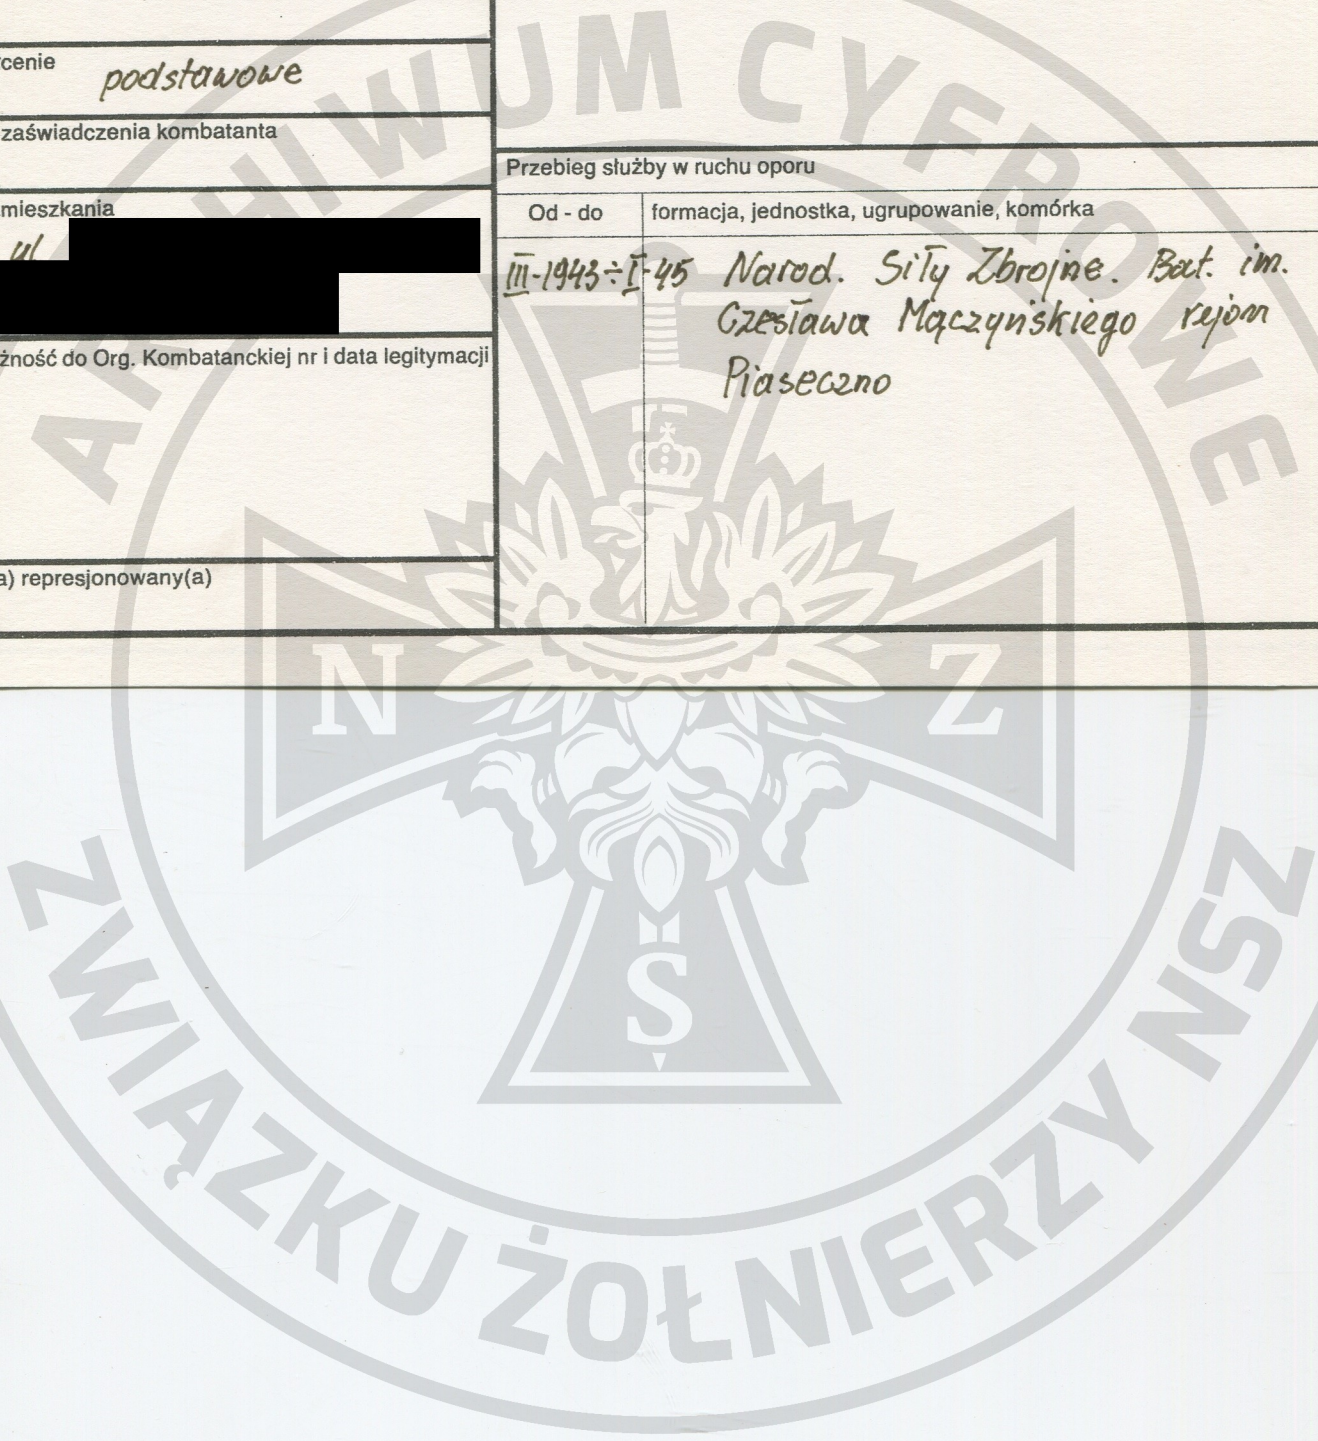 cenie podstawowe
zaświadczenia kombatanta
mieszkania
ul
żność do Org. Kombatanckiej nr i data legitymacji
a) represjonowany(a)
Przebieg służby w ruchu oporu
Od - do formacja, jednostka, ugrupowanie, komórka
III-1943÷I-45 Narod. Siły Zbrojne. Bat. im.
Czesława Mączyńskiego rejon
Piaseczno
ARCHIWUM CYFROWE
ZWIĄZKU ŻOŁNIERZY NSZ
N Z
S